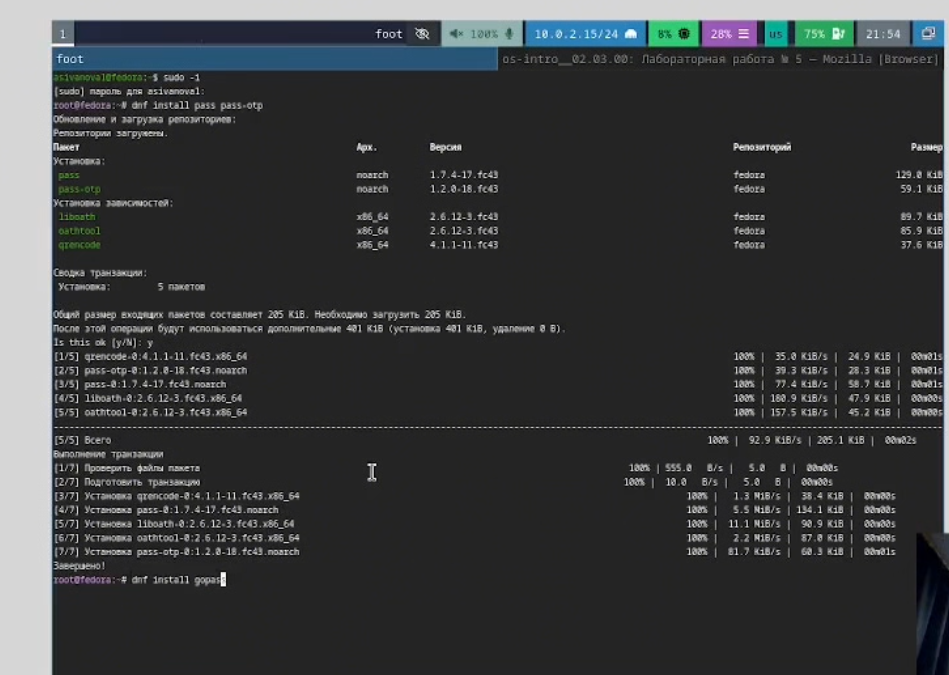 1 foot 100% 10.0.2.15/24 8% 28% us 75% 21:54
foot os-intro__02.03.00: Лабораторная работа № 5 — Mozilla [Browser]
asivanoval@fedora:~$ sudo -i
[sudo] пароль для asivanoval:
root@fedora:~# dnf install pass pass-otp
Обновление и загрузка репозиториев:
Репозитории загружены.
Пакет Арх. Версия Репозиторий Размер
Установка:
pass noarch 1.7.4-17.fc43 fedora 129.0 KiB
pass-otp noarch 1.2.0-18.fc43 fedora 59.1 KiB
Установка зависимостей:
liboath x86_64 2.6.12-3.fc43 fedora 89.7 KiB
oathtool x86_64 2.6.12-3.fc43 fedora 85.9 KiB
qrencode x86_64 4.1.1-11.fc43 fedora 37.6 KiB
Сводка транзакции:
Установка: 5 пакетов
Общий размер входящих пакетов составляет 205 KiB. Необходимо загрузить 205 KiB.
После этой операции будут использоваться дополнительные 401 KiB (установка 401 KiB, удаление 0 B).
Is this ok [y/N]: y
[1/5] qrencode-0:4.1.1-11.fc43.x86_64 100% | 35.0 KiB/s | 24.9 KiB | 00m01s
[2/5] pass-otp-0:1.2.0-18.fc43.noarch 100% | 39.3 KiB/s | 28.3 KiB | 00m01s
[3/5] pass-0:1.7.4-17.fc43.noarch 100% | 77.4 KiB/s | 58.7 KiB | 00m01s
[4/5] liboath-0:2.6.12-3.fc43.x86_64 100% | 180.9 KiB/s | 47.9 KiB | 00m00s
[5/5] oathtool-0:2.6.12-3.fc43.x86_64 100% | 157.5 KiB/s | 45.2 KiB | 00m00s
[5/5] Всего 100% | 92.9 KiB/s | 205.1 KiB | 00m02s
Выполнение транзакции
[1/7] Проверить файлы пакета 100% | 555.0 B/s | 5.0 B | 00m00s
[2/7] Подготовить транзакцию 100% | 10.0 B/s | 5.0 B | 00m00s
[3/7] Установка qrencode-0:4.1.1-11.fc43.x86_64 100% | 1.3 MiB/s | 38.4 KiB | 00m00s
[4/7] Установка pass-0:1.7.4-17.fc43.noarch 100% | 5.5 MiB/s | 134.1 KiB | 00m00s
[5/7] Установка liboath-0:2.6.12-3.fc43.x86_64 100% | 11.1 MiB/s | 90.9 KiB | 00m00s
[6/7] Установка oathtool-0:2.6.12-3.fc43.x86_64 100% | 2.2 MiB/s | 87.0 KiB | 00m00s
[7/7] Установка pass-otp-0:1.2.0-18.fc43.noarch 100% | 81.7 KiB/s | 60.3 KiB | 00m01s
Завершено!
root@fedora:~# dnf install gopas